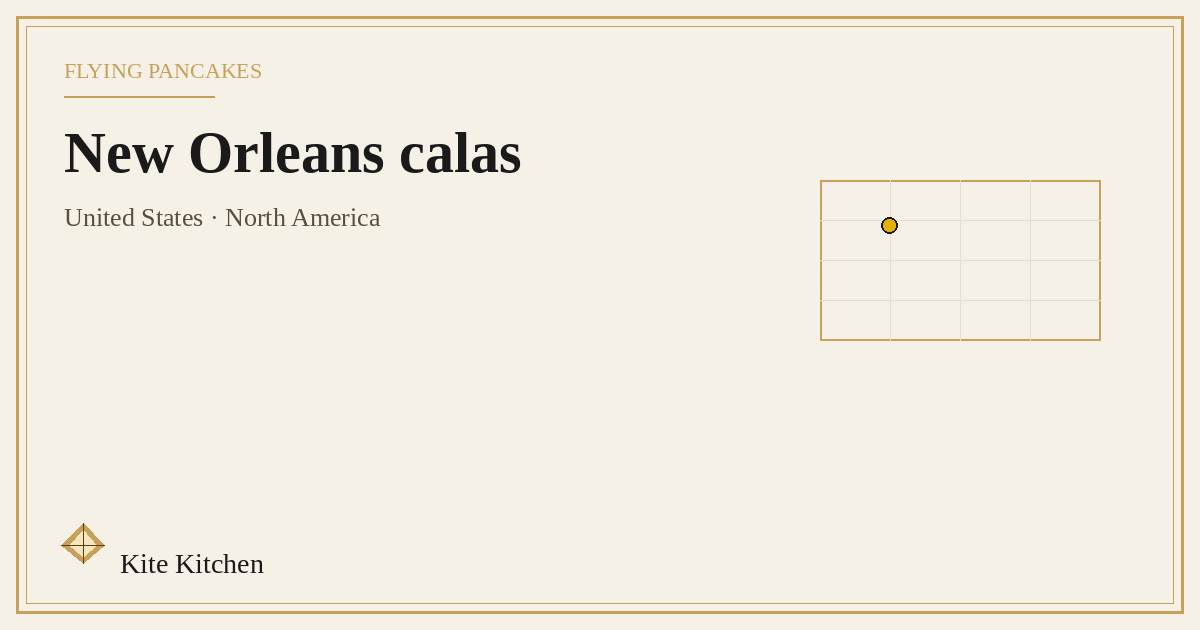 FLYING PANCAKES
New Orleans calas
United States · North America
Kite Kitchen